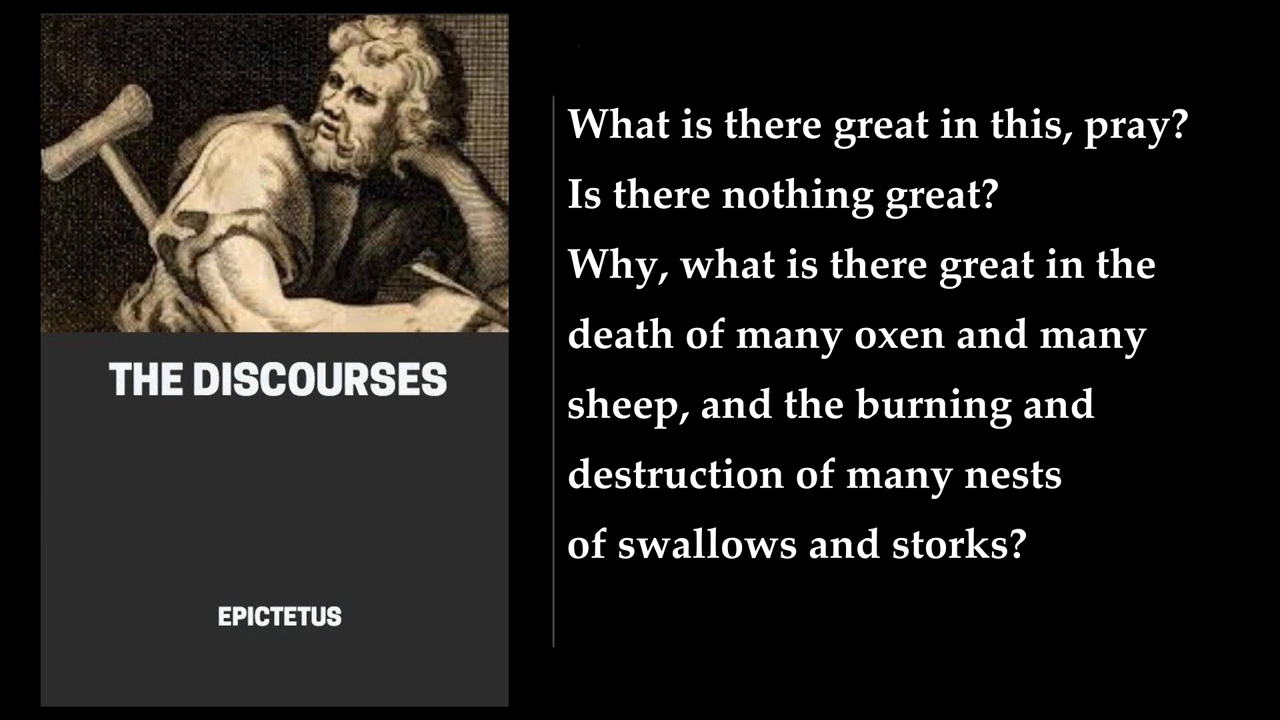 THE DISCOURSES
EPICTETUS
What is there great in this, pray?
Is there nothing great?
Why, what is there great in the
death of many oxen and many
sheep, and the burning and
destruction of many nests
of swallows and storks?